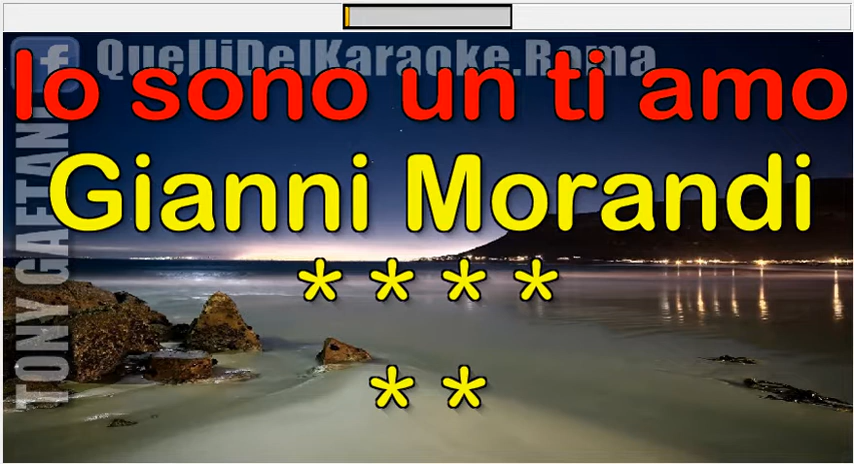 f QuelliDelKaraoke.Roma
Io sono un ti amo
Gianni Morandi
* * * *
* *
TONY GAETANI